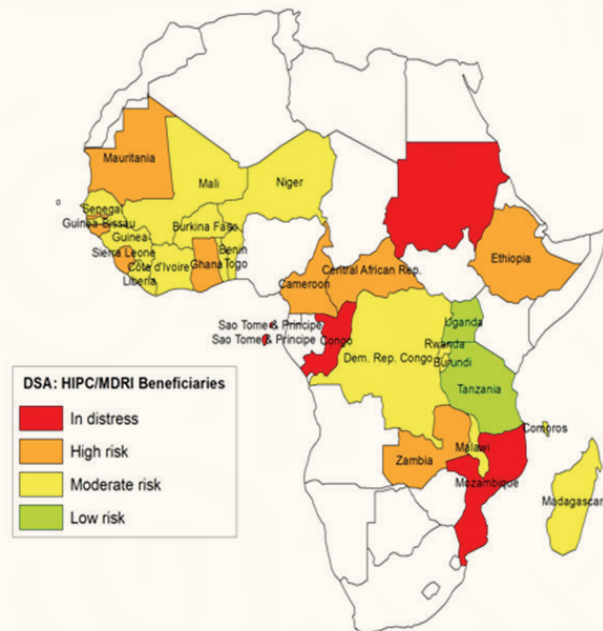 Mauritania
Mali
Niger
Senegal
Guinea-Bissau
Burkina Faso
Guinea
Benin
Sierra Leone
Ghana
Togo
Côte d'Ivoire
Liberia
Cameroon
Central African Rep.
Ethiopia
Sao Tome & Principe
Sao Tome & Principe
Congo
Uganda
Rwanda
Dem. Rep. Congo
Burundi
Tanzania
Comoros
Malawi
Zambia
Mozambique
Madagascar
DSA: HIPC/MDRI Beneficiaries
In distress
High risk
Moderate risk
Low risk